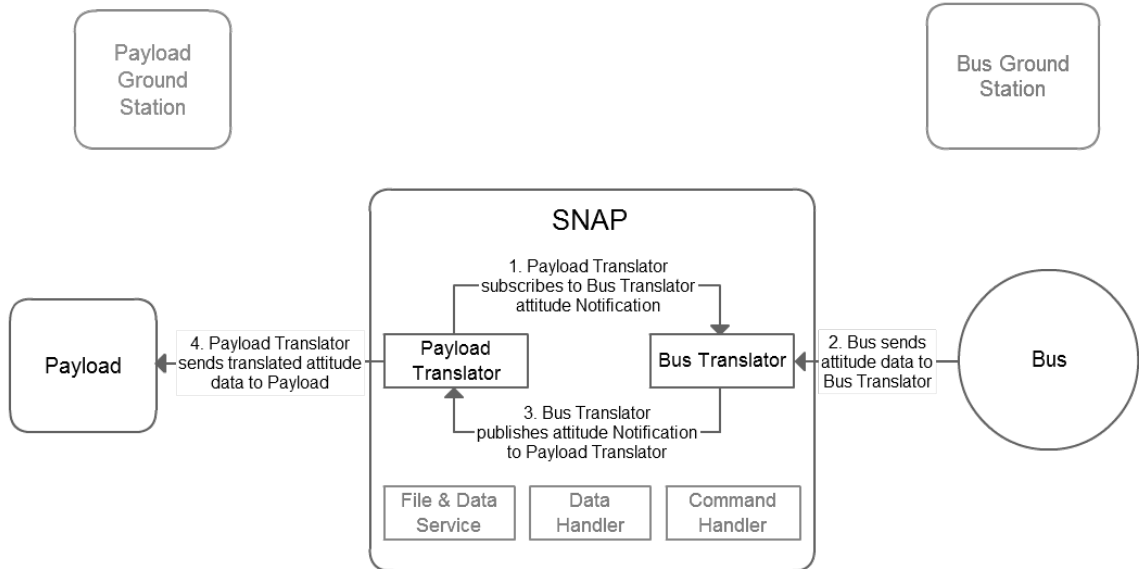 Payload
Ground
Station
Bus Ground
Station
SNAP
1. Payload Translator
subscribes to Bus Translator
attitude Notification
Payload
4. Payload Translator
sends translated attitude
data to Payload
Payload
Translator
Bus Translator
2. Bus sends
attitude data to
Bus Translator
Bus
3. Bus Translator
publishes attitude Notification
to Payload Translator
File & Data
Service
Data
Handler
Command
Handler